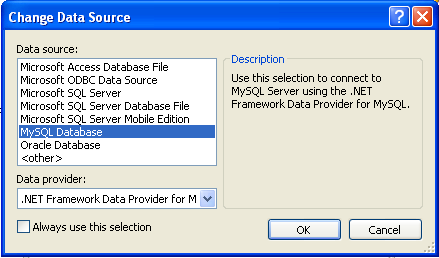 Change Data Source
Data source:
Microsoft Access Database File
Microsoft ODBC Data Source
Microsoft SQL Server
Microsoft SQL Server Database File
Microsoft SQL Server Mobile Edition
MySQL Database
Oracle Database
<other>
Description
Use this selection to connect to
MySQL Server using the .NET
Framework Data Provider for MySQL.
Data provider:
.NET Framework Data Provider for M
Always use this selection
OK
Cancel